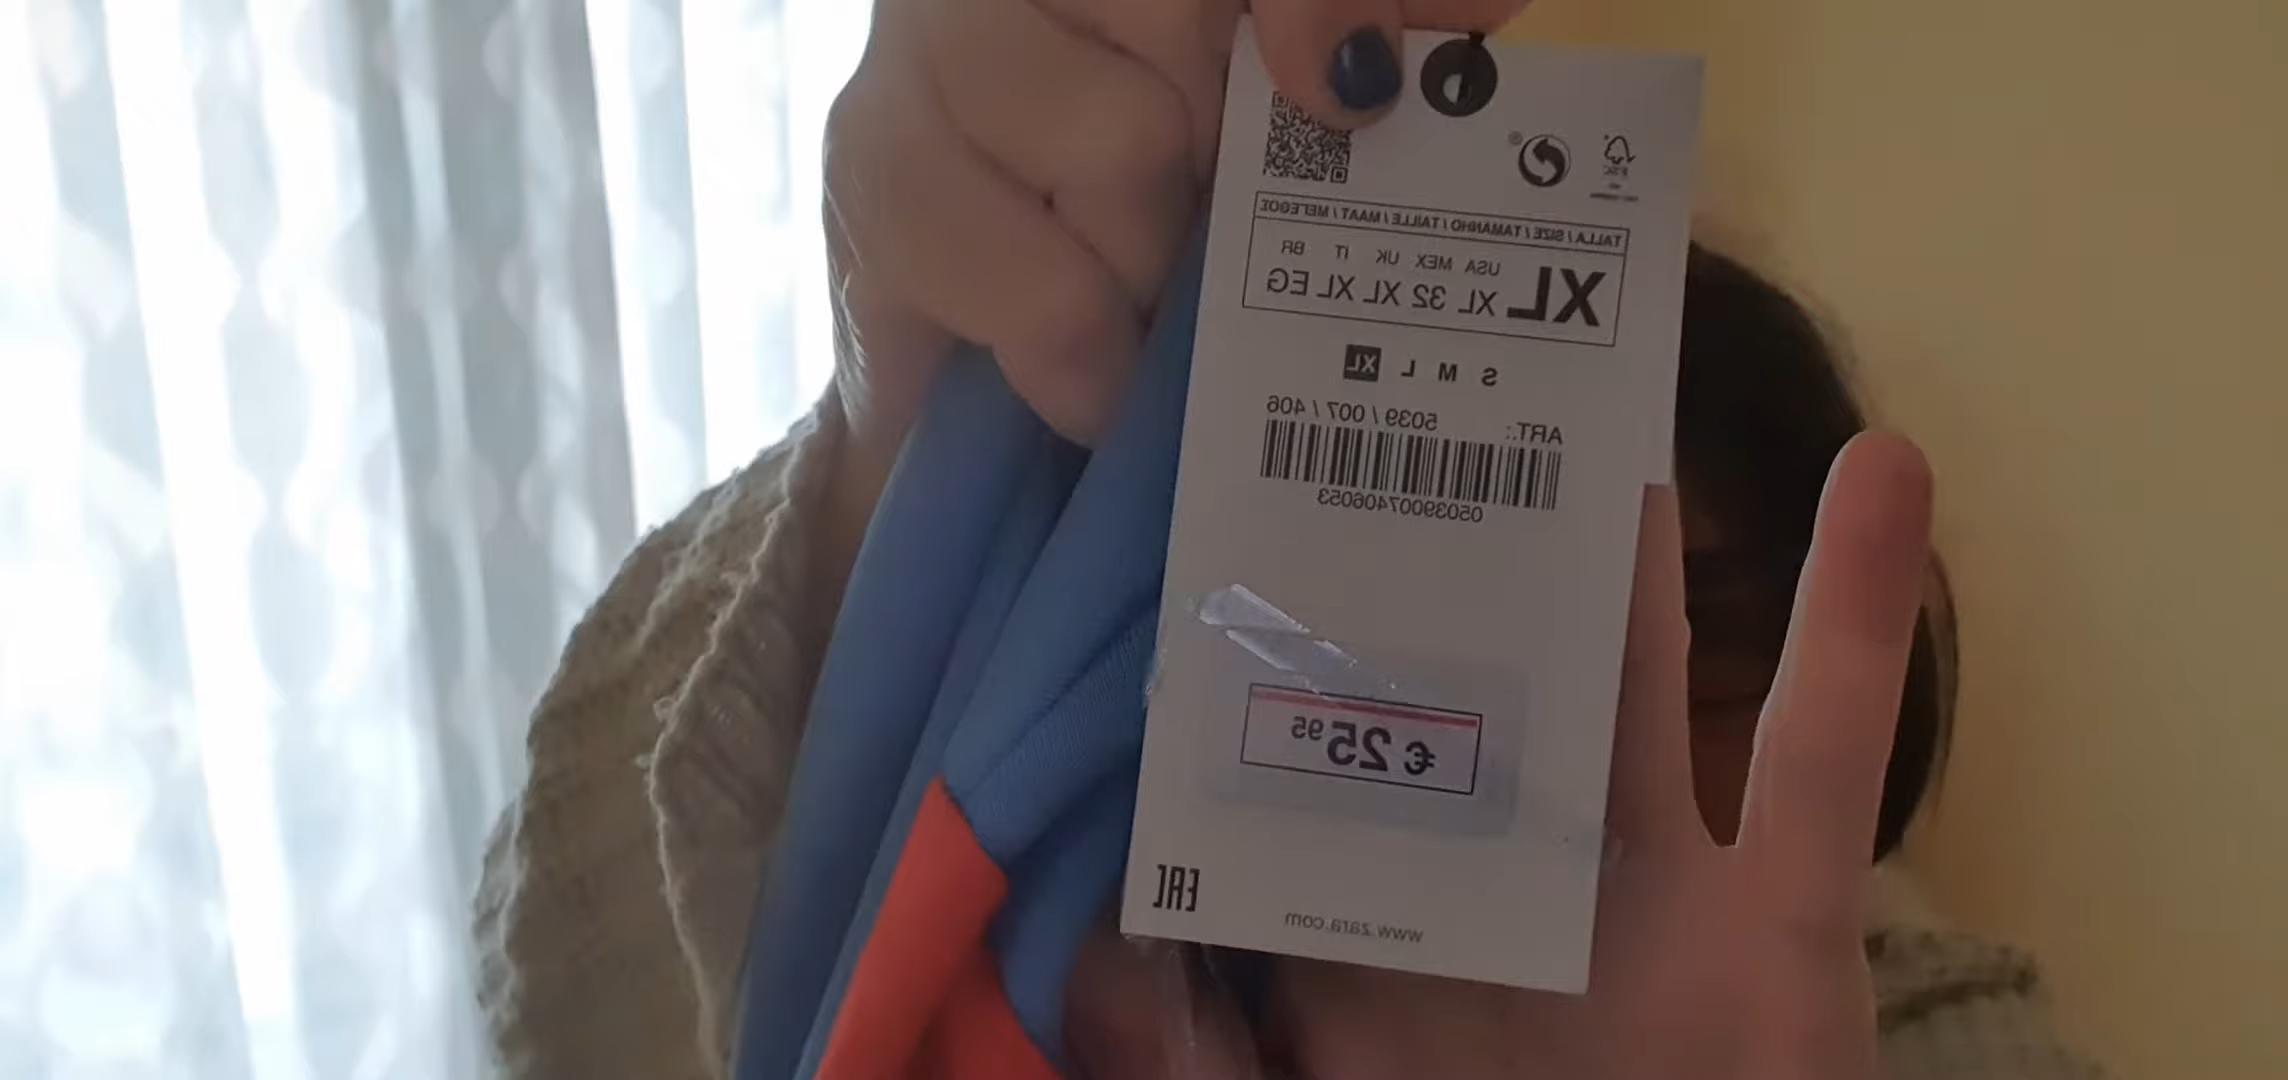 TALLA / SIZE / TAMANHO / TAILLE / MAAT / ΜΕΓΕΘΟΣ
USA MEX UK IT BR
XL XL 32 XL XL EG
S M L XL
ART.: 5039 / 007 / 406
05039007406053
€ 25 95
EAC
www.zara.com